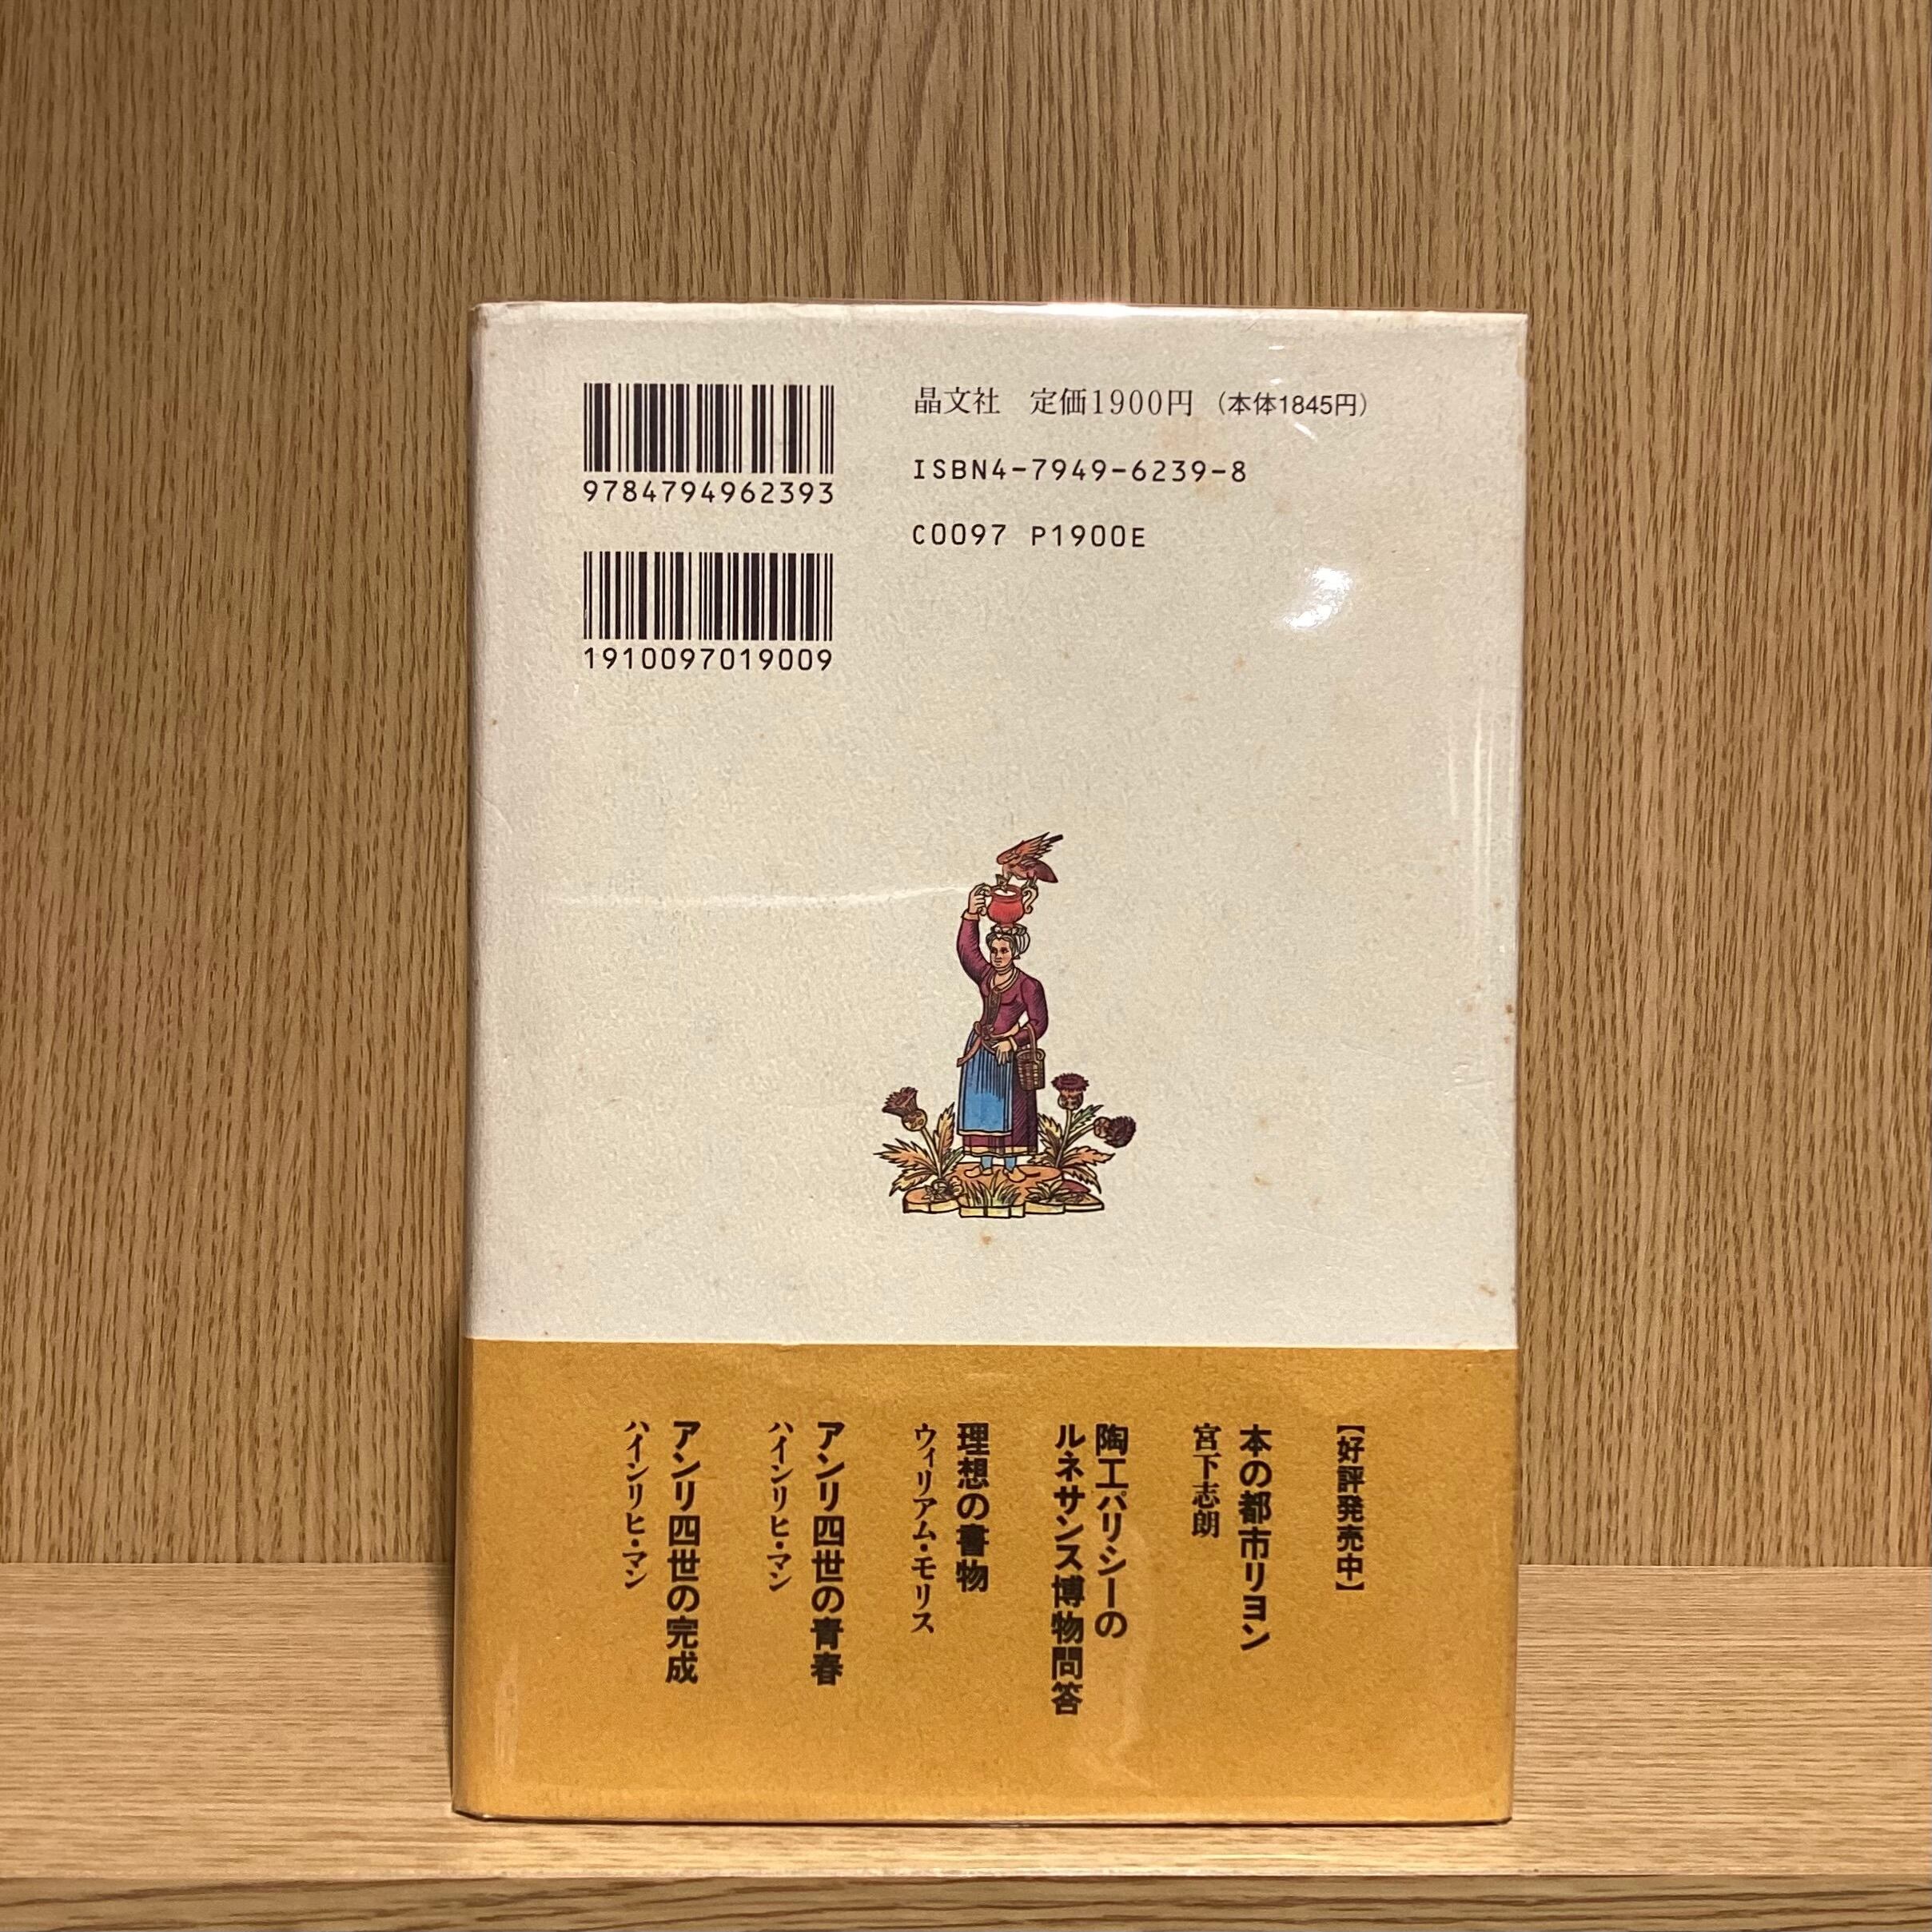 9784794962393
1910097019009
晶文社　定価1900円（本体1845円）
ISBN4-7949-6239-8
C0097 P1900E
【好評発売中】
本の都市リヨン
宮下志朗
陶工パリシーの
ルネサンス博物問答
理想の書物
ウィリアム・モリス
アンリ四世の青春
ハインリヒ・マン
アンリ四世の完成
ハインリヒ・マン